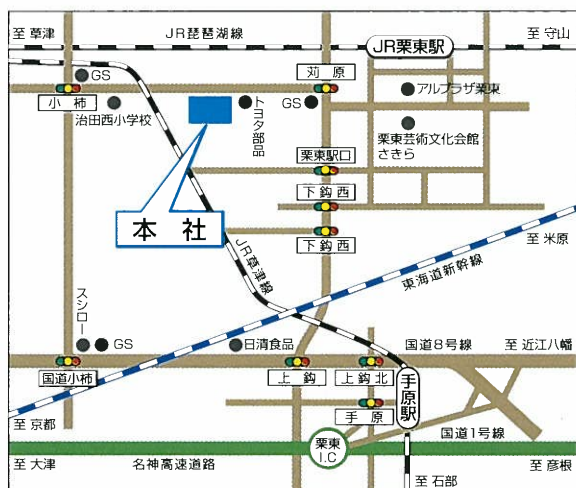 至 草津
JR琵琶湖線
JR栗東駅
至 守山
GS
小 柿
治田西小学校
トヨタ部品
GS
苅 原
アルプラザ栗東
栗東芸術文化会館
さきら
栗東駅口
下 鈎 西
下 鈎 西
本 社
JR草津線
至 米原
東海道新幹線
スシロー
GS
日清食品
国道8号線
至 近江八幡
国道小柿
上 鈎
上 鈎 北
手原駅
手 原
至 京都
栗東
I.C
国道1号線
至 大津
名神高速道路
至 彦根
至 石部